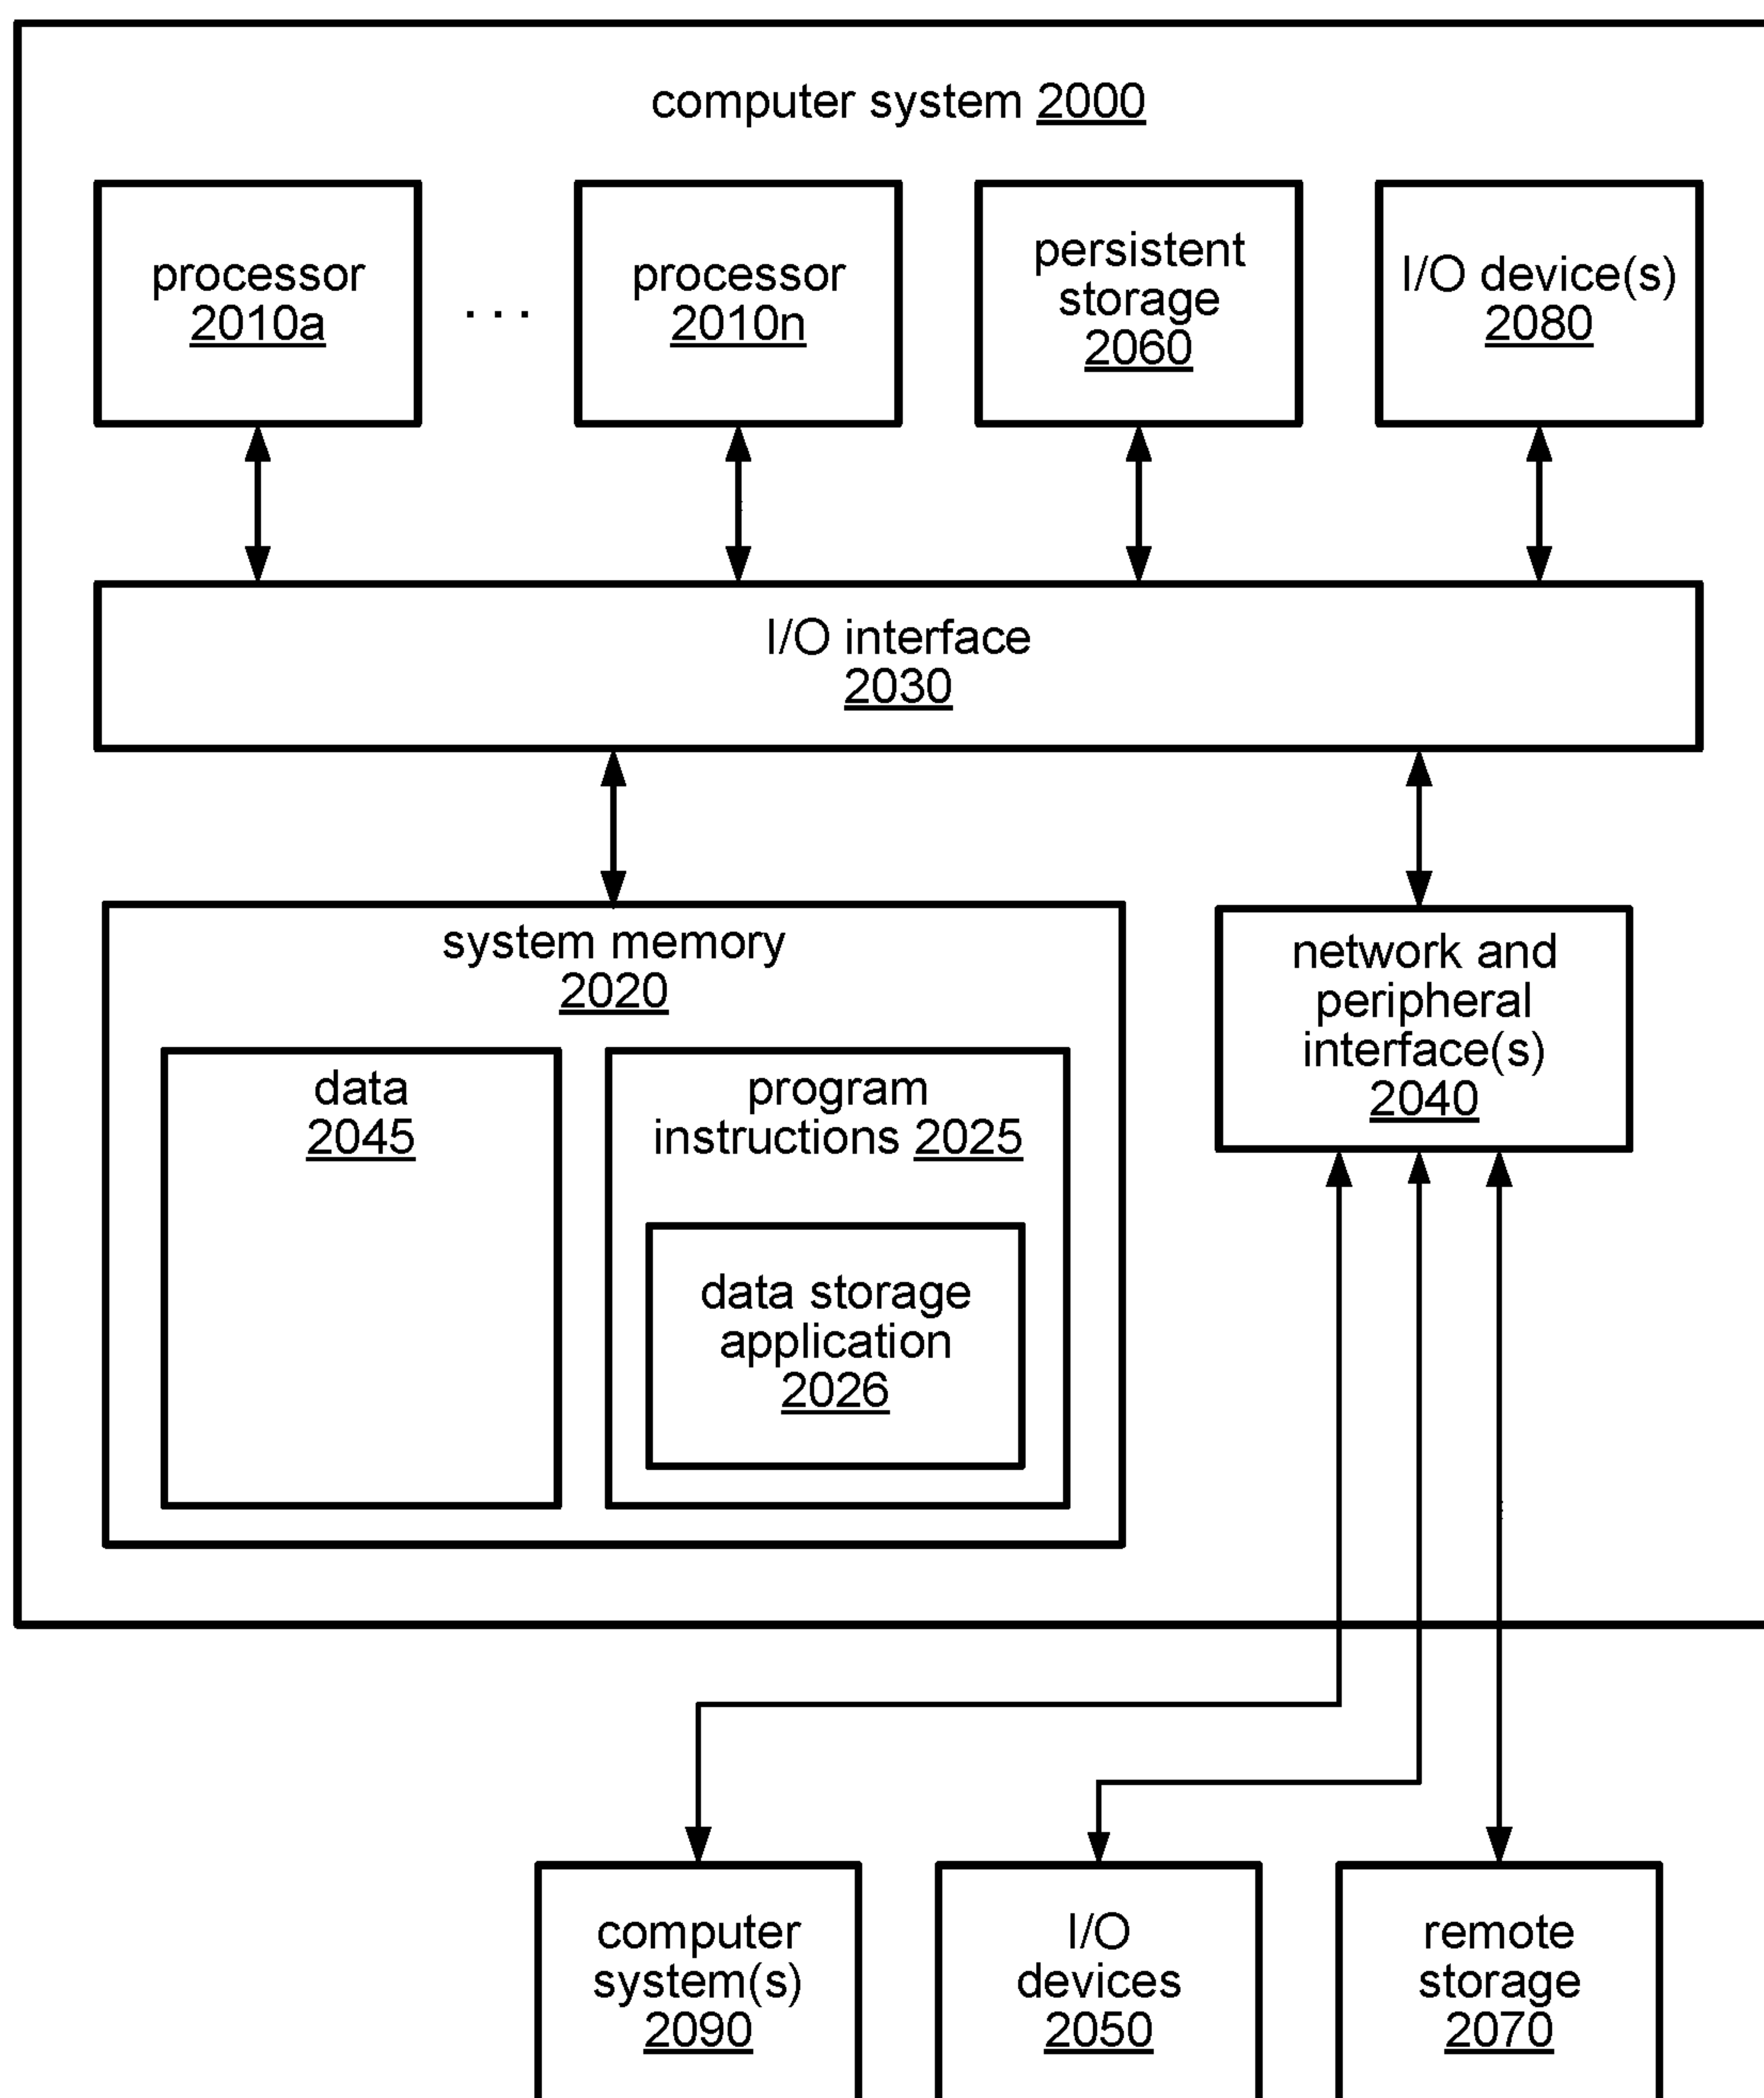 computer system 2000
processor
2010a
. . .
processor
2010n
persistent
storage
2060
I/O device(s)
2080
I/O interface
2030
system memory
2020
data
2045
program
instructions 2025
data storage
application
2026
network and
peripheral
interface(s)
2040
computer
system(s)
2090
I/O
devices
2050
remote
storage
2070